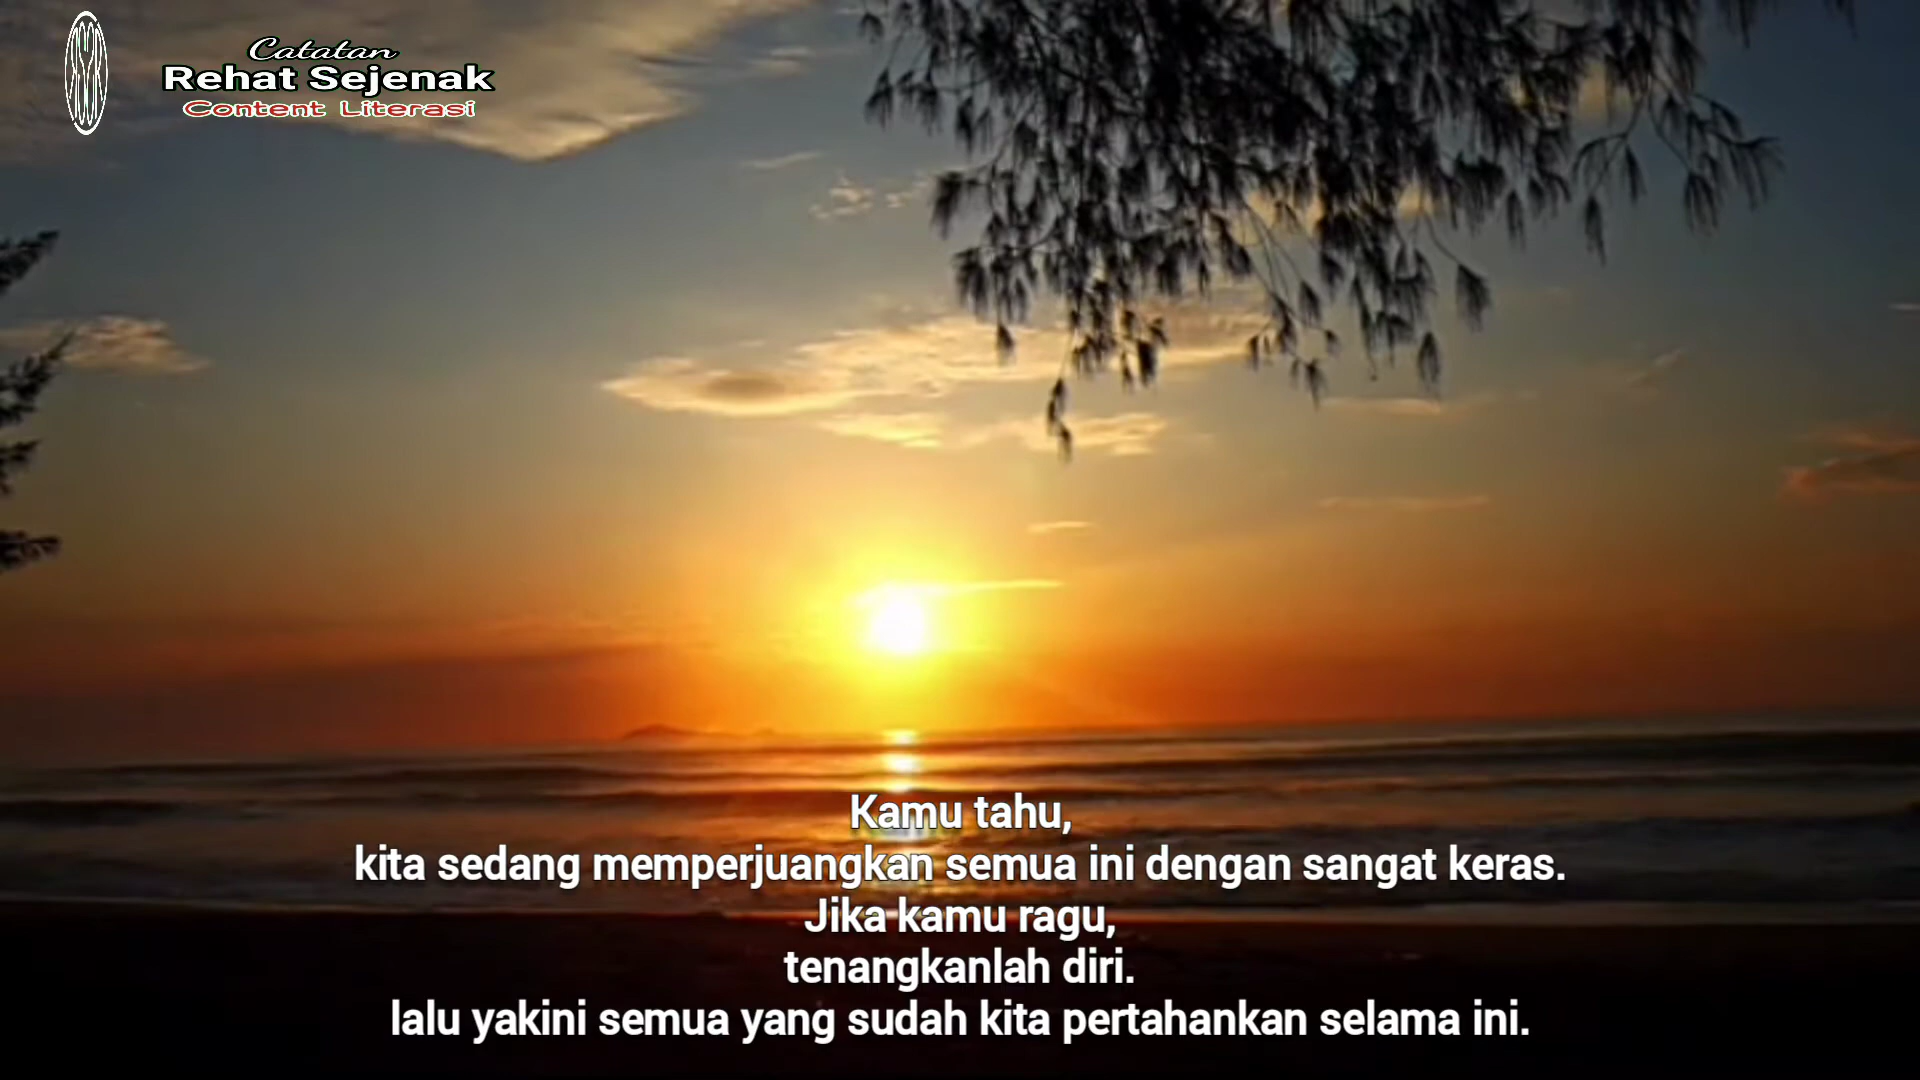 Catatan
Rehat Sejenak
Content Literasi
Kamu tahu,
kita sedang memperjuangkan semua ini dengan sangat keras.
Jika kamu ragu,
tenangkanlah diri.
lalu yakini semua yang sudah kita pertahankan selama ini.